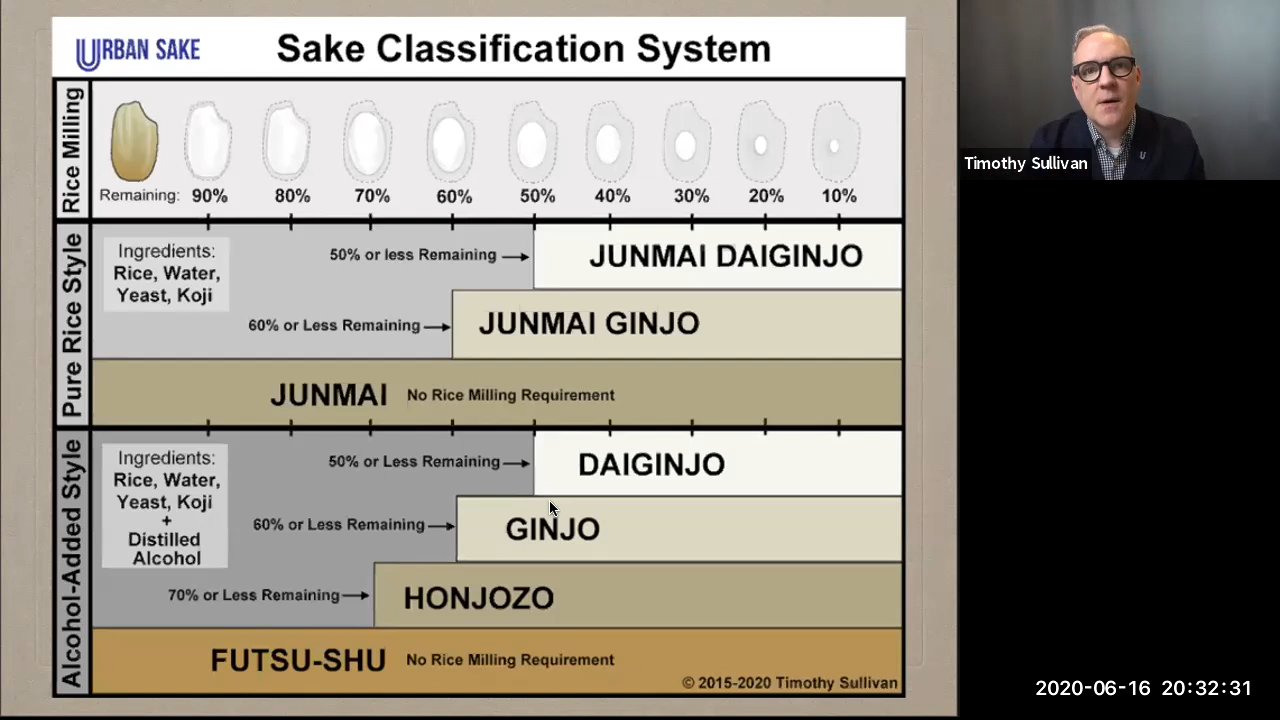 URBAN SAKE
Sake Classification System
Rice Milling
Remaining: 90% 80% 70% 60% 50% 40% 30% 20% 10%
Pure Rice Style
Ingredients:
Rice, Water,
Yeast, Koji
50% or less Remaining
JUNMAI DAIGINJO
60% or Less Remaining
JUNMAI GINJO
JUNMAI No Rice Milling Requirement
Alcohol-Added Style
Ingredients:
Rice, Water,
Yeast, Koji
+
Distilled
Alcohol
50% or Less Remaining
DAIGINJO
60% or Less Remaining
GINJO
70% or Less Remaining
HONJOZO
FUTSU-SHU No Rice Milling Requirement
© 2015-2020 Timothy Sullivan
Timothy Sullivan
2020-06-16 20:32:31